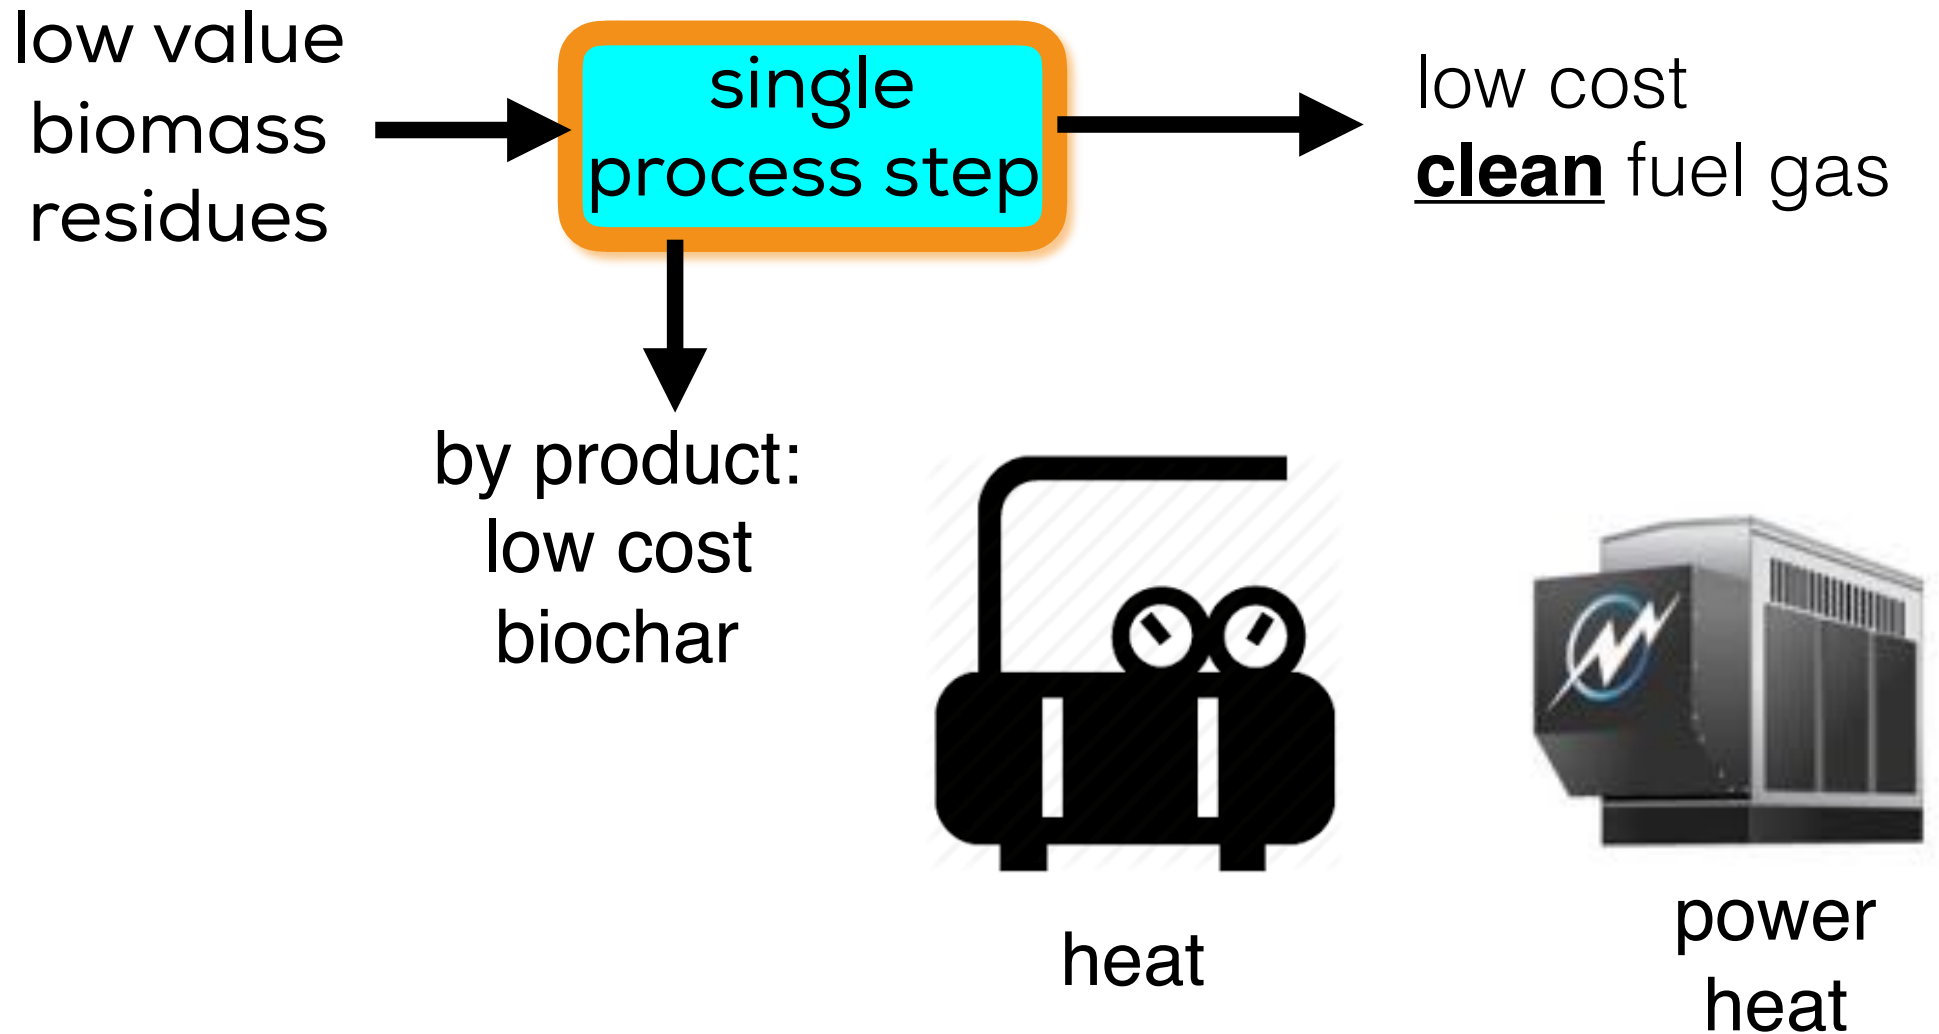 low value
biomass
residues
single
process step
low cost
clean fuel gas
by product:
low cost
biochar
heat
power
heat